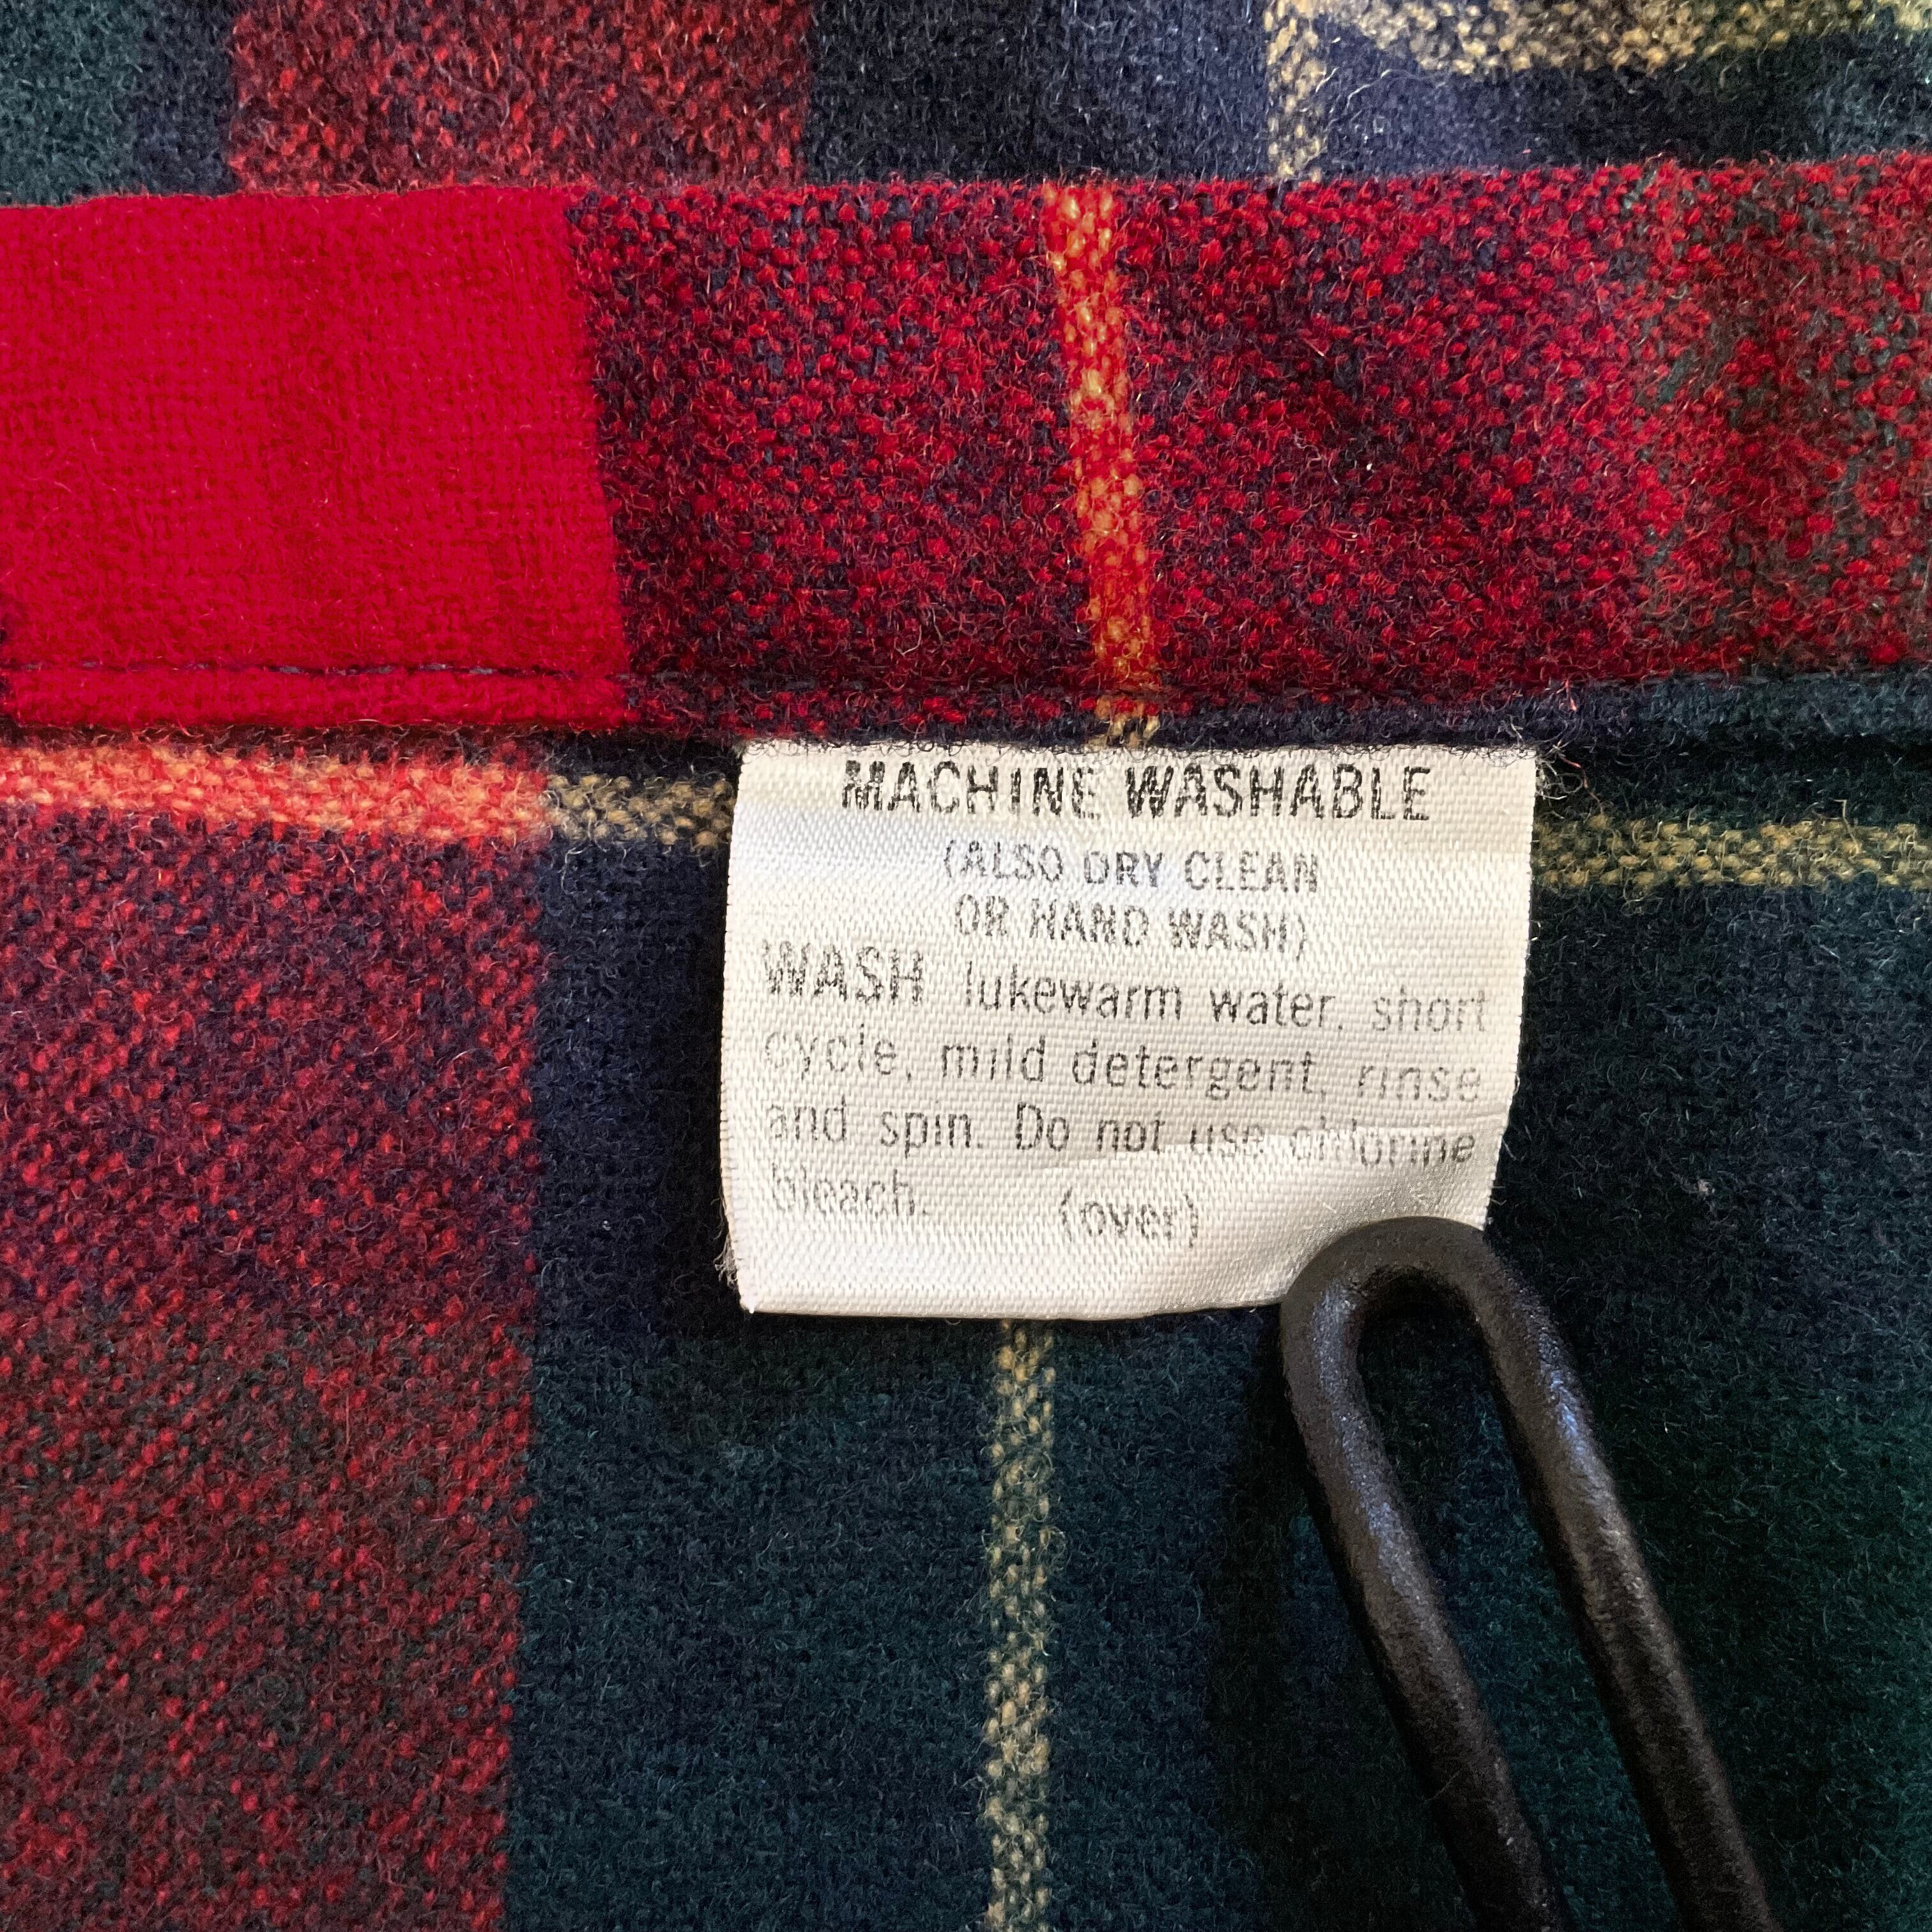 MACHINE WASHABLE
(ALSO DRY CLEAN
OR HAND WASH)
WASH lukewarm water, short
cycle, mild detergent, rinse
and spin. Do not use chlorine
bleach. (over)